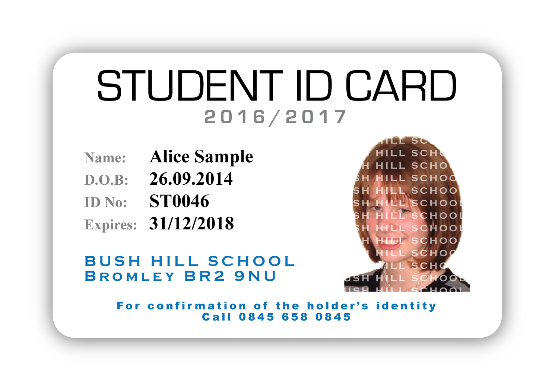 STUDENT ID CARD
2016/2017
Name: Alice Sample
D.O.B: 26.09.2014
ID No: ST0046
Expires: 31/12/2018
BUSH HILL SCHOOL
BROMLEY BR2 9NU
For confirmation of the holder's identity
Call 0845 658 0845